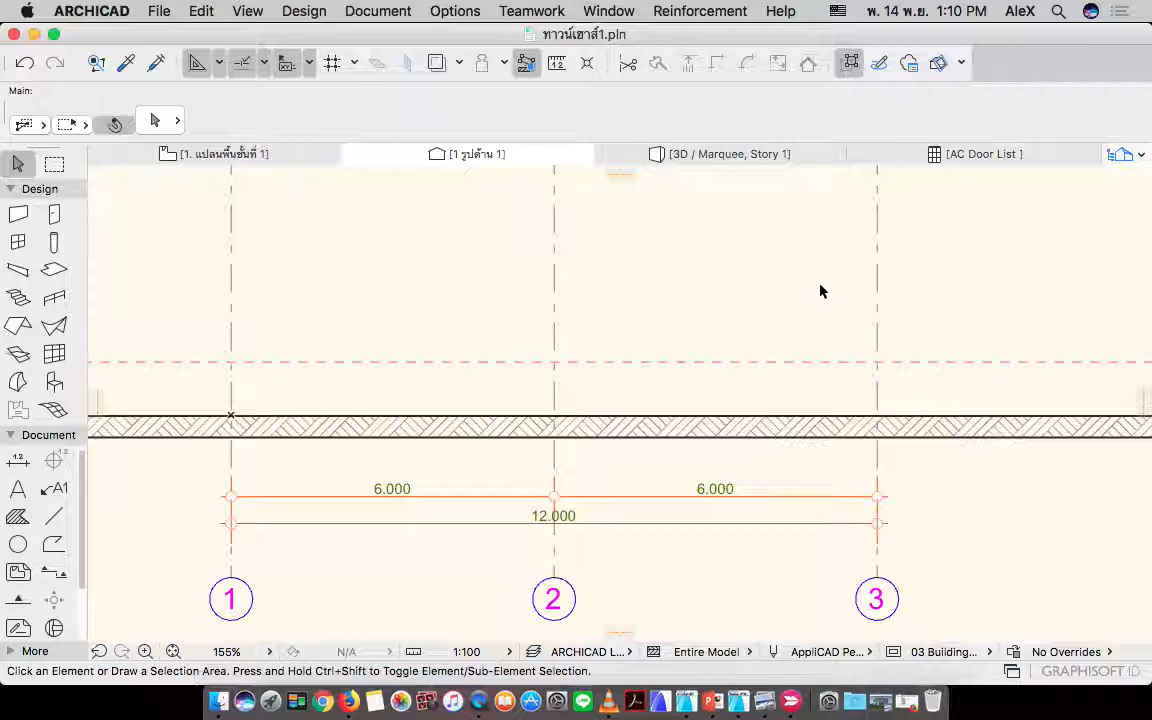 ARCHICAD File Edit View Design Document Options Teamwork Window Reinforcement Help พ. 14 พ.ย. 1:10 PM AleX
ทาวน์เฮาส์1.pln
Main:
[1. แปลนพื้นชั้นที่ 1] [1 รูปด้าน 1] [3D / Marquee, Story 1] [AC Door List ]
Design
Document
6.000 6.000
12.000
1 2 3
More 155% N/A 1:100 ARCHICAD L... Entire Model AppliCAD Pe... 03 Building... No Overrides
Click an Element or Draw a Selection Area. Press and Hold Ctrl+Shift to Toggle Element/Sub-Element Selection. GRAPHISOFT ID